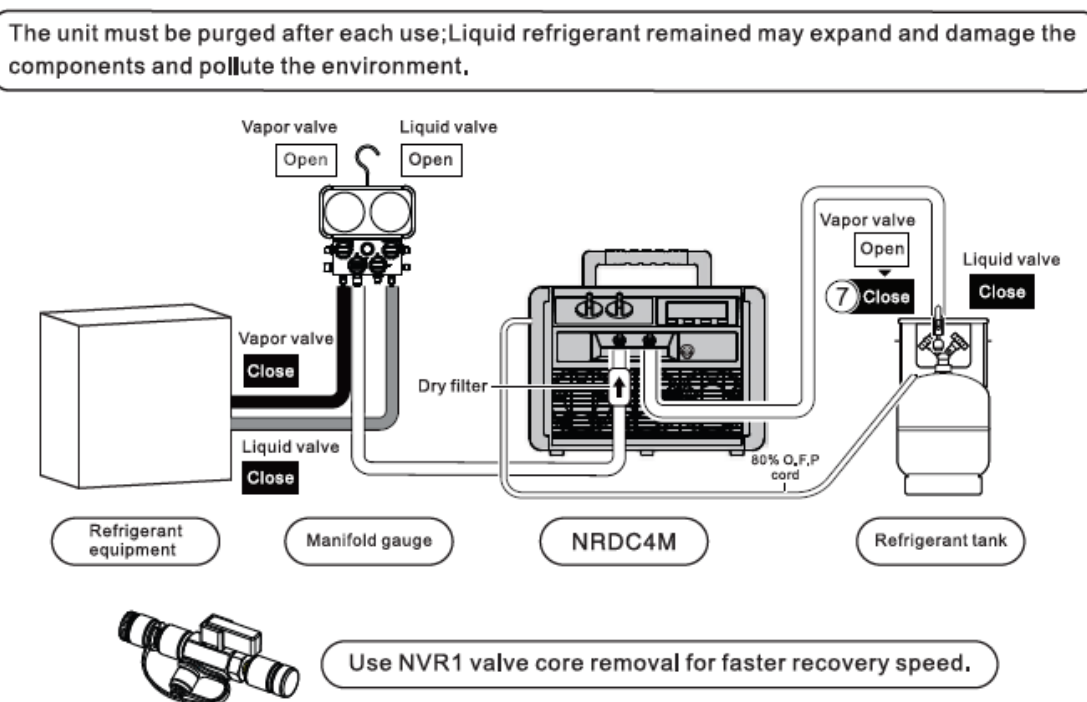 The unit must be purged after each use;Liquid refrigerant remained may expand and damage the
components and pollute the environment.
Vapor valve
Open
Liquid valve
Open
Vapor valve
Open
7 Close
Liquid valve
Close
Vapor valve
Close
Dry filter
Liquid valve
Close
80% O.F.P
cord
Refrigerant
equipment
Manifold gauge
NRDC4M
Refrigerant tank
Use NVR1 valve core removal for faster recovery speed.